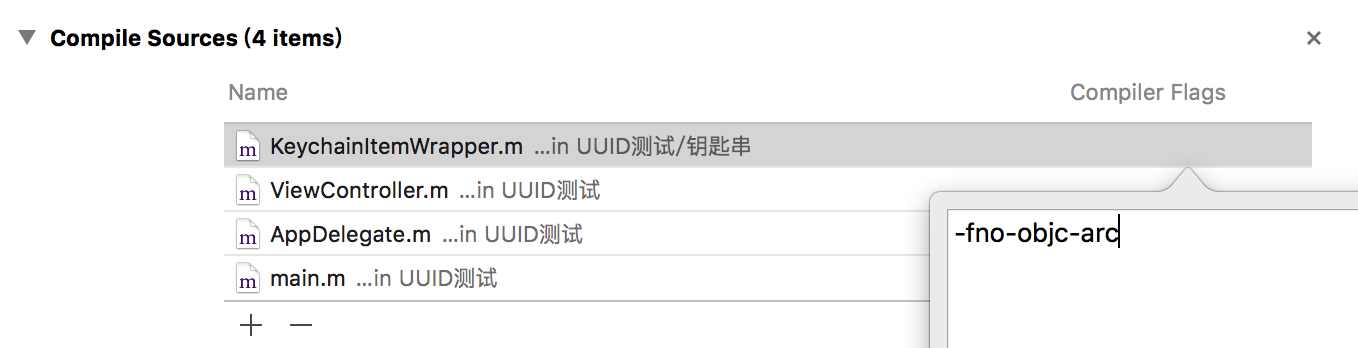 Compile Sources (4 items)
Name Compiler Flags
m KeychainItemWrapper.m ...in UUID测试/钥匙串
m ViewController.m ...in UUID测试
-fno-objc-arc
m AppDelegate.m ...in UUID测试
m main.m ...in UUID测试